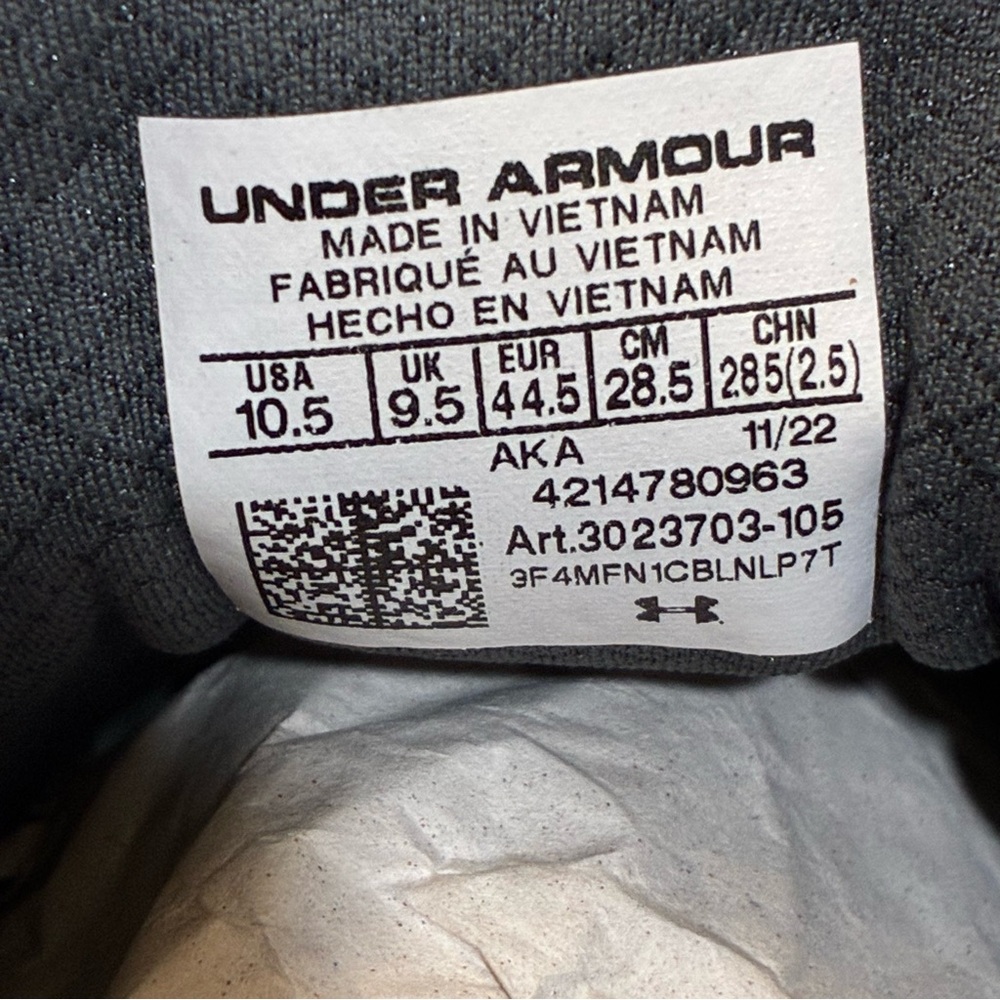 UNDER ARMOUR
MADE IN VIETNAM
FABRIQUÉ AU VIETNAM
HECHO EN VIETNAM
USA UK EUR CM CHN
10.5 9.5 44.5 28.5 285(2.5)
AKA 11/22
4214780963
Art.3023703-105
3F4MFN1CBLNLP7T